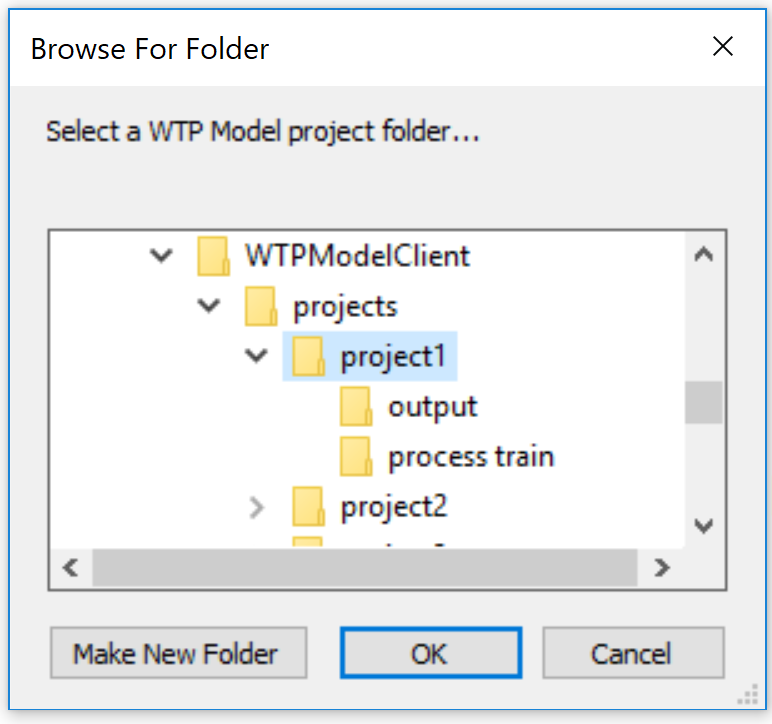 Browse For Folder
Select a WTP Model project folder...
WTPModelClient
projects
project1
output
process train
project2
Make New Folder
OK
Cancel